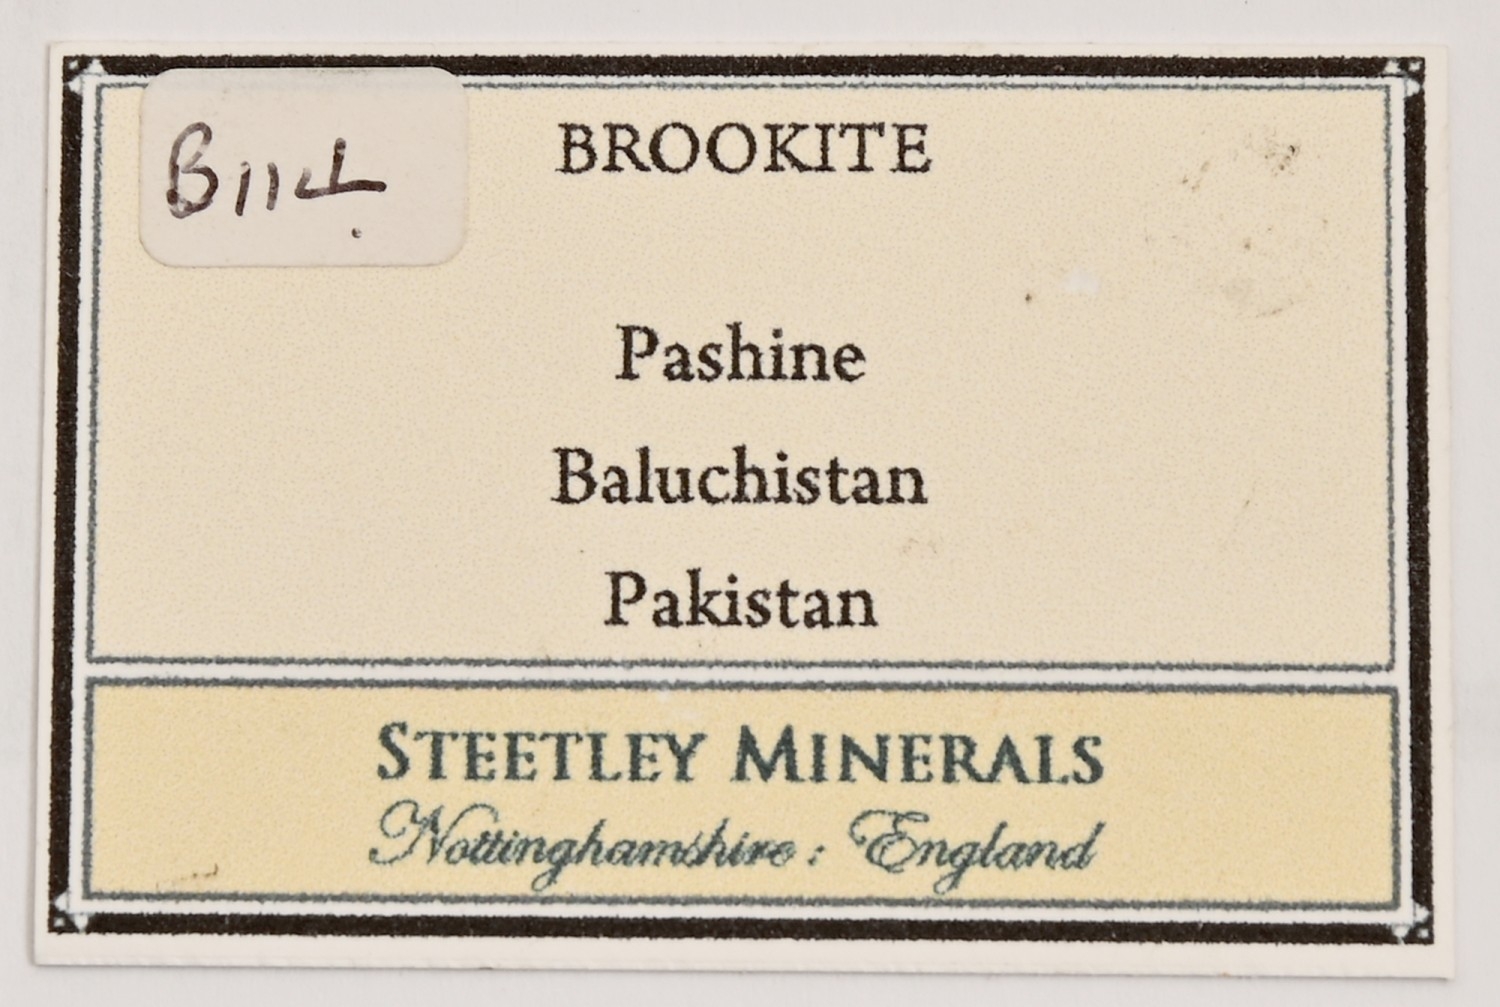 B114
BROOKITE
Pashine
Baluchistan
Pakistan
STEETLEY MINERALS
Nottinghamshire : England